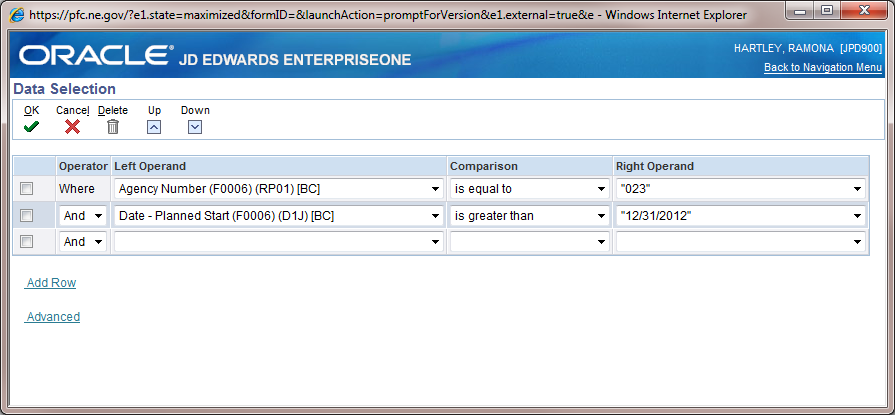 https://pfc.ne.gov/?e1.state=maximized&formID=&launchAction=promptForVersion&e1.external=true&e - Windows Internet Explorer
ORACLE® JD EDWARDS ENTERPRISEONE
HARTLEY, RAMONA [JPD900]
Back to Navigation Menu
Data Selection
OK Cancel Delete Up Down
Operator Left Operand Comparison Right Operand
Where Agency Number (F0006) (RP01) [BC] is equal to "023"
And Date - Planned Start (F0006) (D1J) [BC] is greater than "12/31/2012"
And
Add Row
Advanced